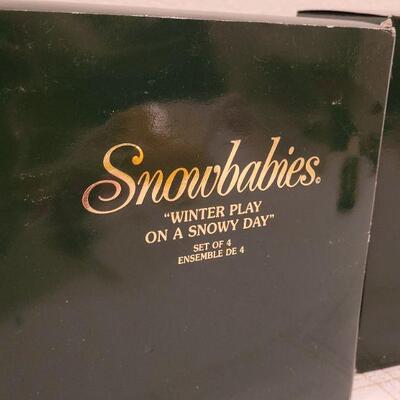 Snowbabies®
"WINTER PLAY
ON A SNOWY DAY"
SET OF 4
ENSEMBLE DE 4